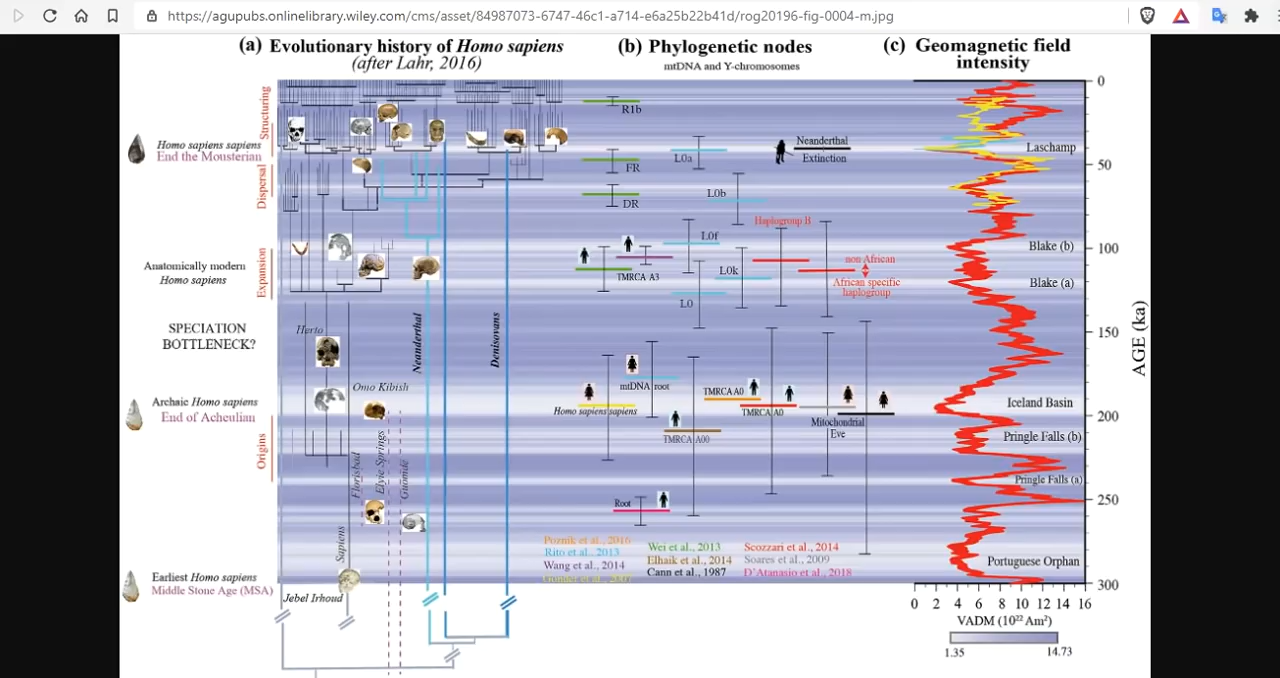 https://agupubs.onlinelibrary.wiley.com/cms/asset/84987073-6747-46c1-a714-e6a25b22b41d/rog20196-fig-0004-m.jpg
(a) Evolutionary history of Homo sapiens
(after Lahr, 2016)
(b) Phylogenetic nodes
mtDNA and Y-chromosomes
(c) Geomagnetic field
intensity
Structuring
Homo sapiens sapiens
End the Mousterian
Dispersal
Expansion
Anatomically modern
Homo sapiens
SPECIATION
BOTTLENECK?
Archaic Homo sapiens
End of Acheulian
Origins
Earliest Homo sapiens
Middle Stone Age (MSA)
Herto
Omo Kibish
Neanderthal
Denisovans
Florisbad
Elyie Springs
Guomde
Sapiens
Jebel Irhoud
R1b
L0a
FR
DR
L0b
Neanderthal
Extinction
Haplogroup B
L0f
TMRCA A3
L0k
L0
non African
African specific
haplogroup
mtDNA root
Homo sapiens sapiens
TMRCA A0
TMRCA A0
TMRCA A00
Mitochondrial
Eve
Root
Poznik et al., 2016
Rito et al., 2013
Wang et al., 2014
Gonder et al., 2007
Wei et al., 2013
Elhaik et al., 2014
Cann et al., 1987
Scozzari et al., 2014
Soares et al., 2009
D'Atanasio et al., 2018
Laschamp
Blake (b)
Blake (a)
Iceland Basin
Pringle Falls (b)
Pringle Falls (a)
Portuguese Orphan
0
50
100
150
200
250
300
AGE (ka)
0 2 4 6 8 10 12 14 16
VADM (10²² Am²)
1.35 14.73